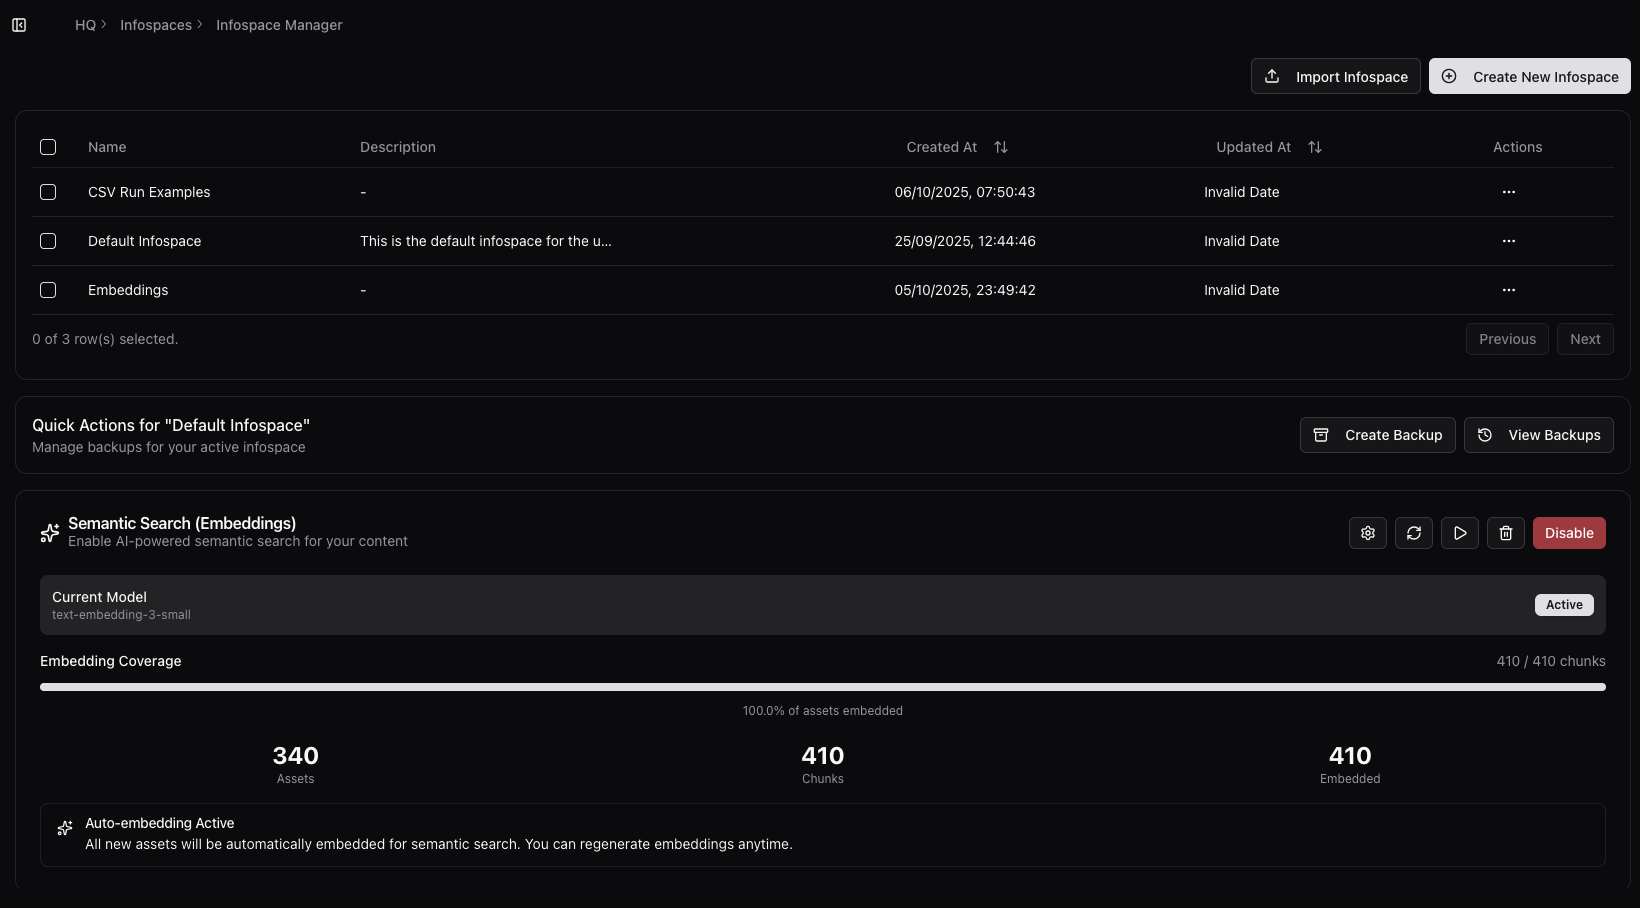 HQ > Infospaces > Infospace Manager
Import Infospace Create New Infospace
Name Description Created At Updated At Actions
CSV Run Examples - 06/10/2025, 07:50:43 Invalid Date ...
Default Infospace This is the default infospace for the u... 25/09/2025, 12:44:46 Invalid Date ...
Embeddings - 05/10/2025, 23:49:42 Invalid Date ...
0 of 3 row(s) selected. Previous Next
Quick Actions for "Default Infospace"
Manage backups for your active infospace
Create Backup View Backups
Semantic Search (Embeddings)
Enable AI-powered semantic search for your content
Disable
Current Model
text-embedding-3-small
Active
Embedding Coverage 410 / 410 chunks
100.0% of assets embedded
340 410 410
Assets Chunks Embedded
Auto-embedding Active
All new assets will be automatically embedded for semantic search. You can regenerate embeddings anytime.